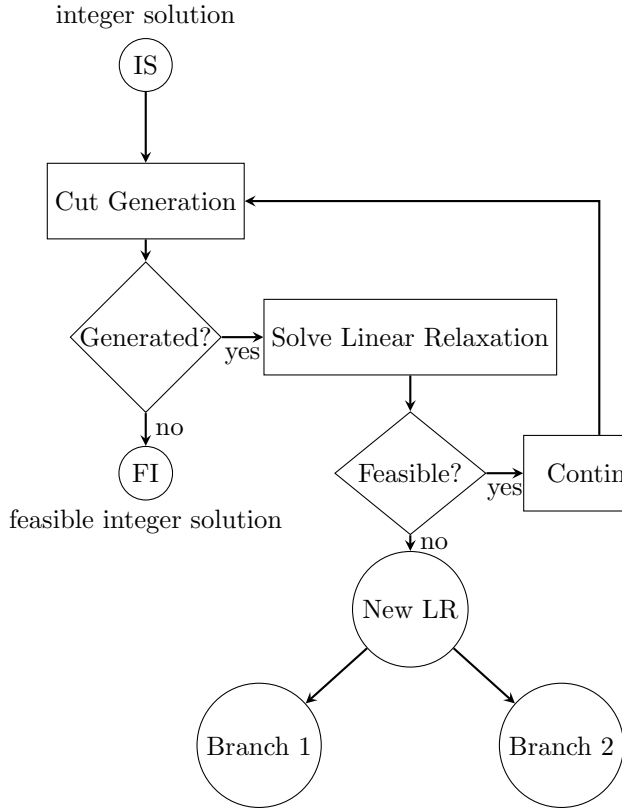 integer solution
IS
Cut Generation
Generated?
yes
Solve Linear Relaxation
no
FI
feasible integer solution
Feasible?
yes
no
New LR
Branch 1
Branch 2